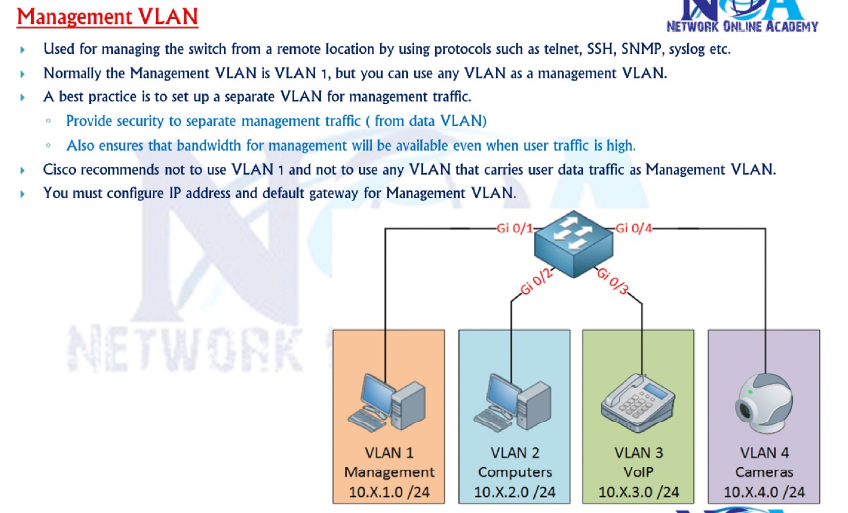 Management VLAN
NETWORK ONLINE ACADEMY
Used for managing the switch from a remote location by using protocols such as telnet, SSH, SNMP, syslog etc.
Normally the Management VLAN is VLAN 1, but you can use any VLAN as a management VLAN.
A best practice is to set up a separate VLAN for management traffic.
Provide security to separate management traffic ( from data VLAN)
Also ensures that bandwidth for management will be available even when user traffic is high.
Cisco recommends not to use VLAN 1 and not to use any VLAN that carries user data traffic as Management VLAN.
You must configure IP address and default gateway for Management VLAN.
Gi 0/1
Gi 0/4
Gi 0/2
Gi 0/3
NETWORK
VLAN 1
Management
10.X.1.0 /24
VLAN 2
Computers
10.X.2.0 /24
VLAN 3
VoIP
10.X.3.0 /24
VLAN 4
Cameras
10.X.4.0 /24